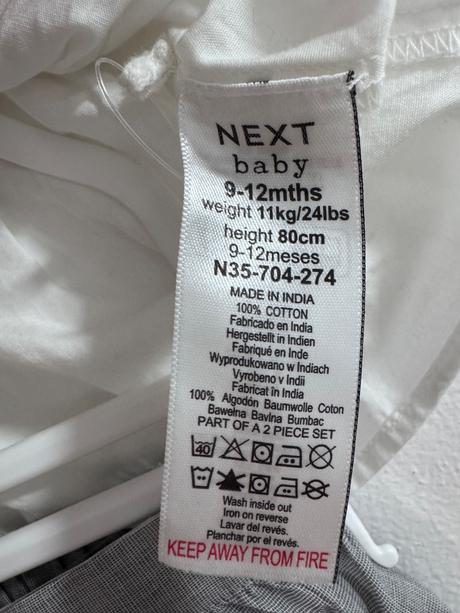 NEXT
baby
9-12mths
weight 11kg/24lbs
height 80cm
9-12meses
N35-704-274
MADE IN INDIA
100% COTTON
Fabricado en India
Hergestellt in Indien
Fabriqué en Inde
Wyprodukowano w Indiach
Vyrobeno v Indii
Fabricat în India
100% Algodón Baumwolle Coton
Bawełna Bavlna Bumbac
PART OF A 2 PIECE SET
40
Wash inside out
Iron on reverse
Lavar del revés.
Planchar por el revés.
KEEP AWAY FROM FIRE